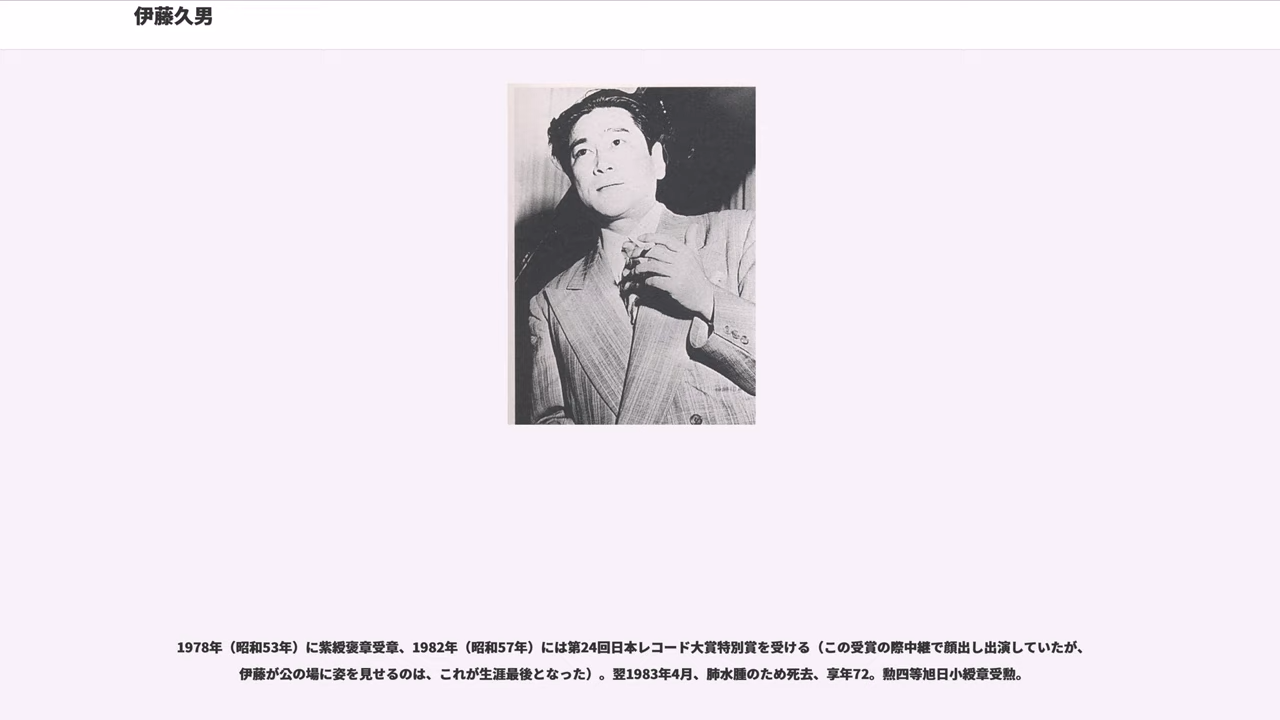 伊藤久男
1978年（昭和53年）に紫綬褒章受章、1982年（昭和57年）には第24回日本レコード大賞特別賞を受ける（この受賞の際中継で顔出し出演していたが、
伊藤が公の場に姿を見せるのは、これが生涯最後となった）。翌1983年4月、肺水腫のため死去、享年72。勲四等旭日小綬章受勲。